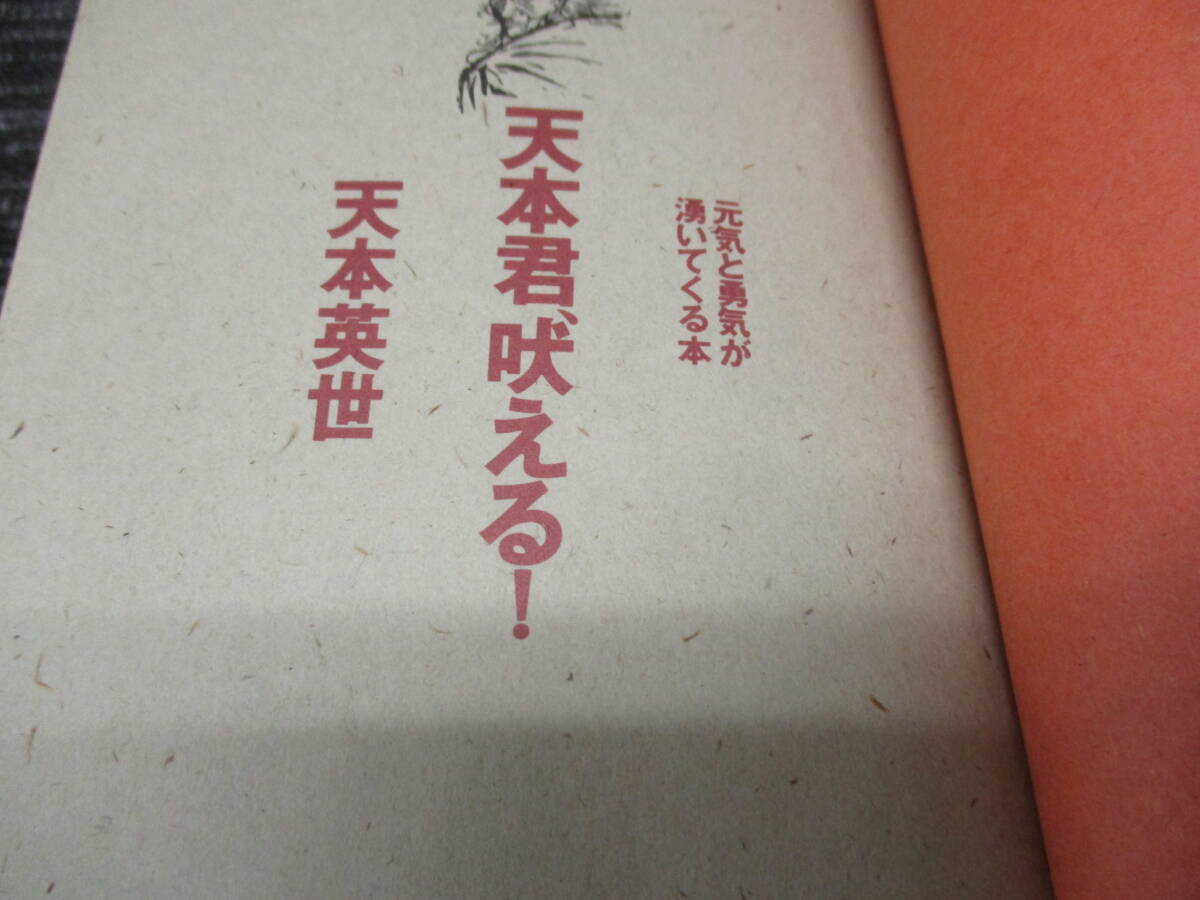 元気と勇気が
湧いてくる本
天本君、吠える!
天本英世